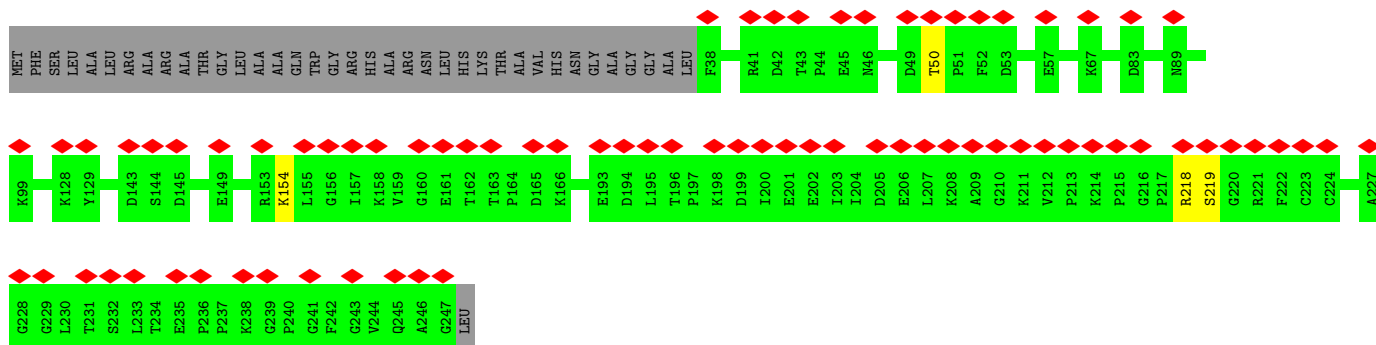 MET PHE SER LEU ALA LEU ARG ALA ARG ALA THR GLY LEU ALA ALA GLN TRP GLY ARG HIS ALA ARG ASN LEU HIS LYS THR ALA VAL HIS ASN GLY ALA GLY GLY ALA LEU F38 R41 D42 T43 P44 E45 N46 D49 T50 P51 F52 D53 E57 K67 D83 N89
K99 K128 Y129 D143 S144 D145 E149 R153 K154 L155 G156 I157 K158 V159 G160 E161 T162 T163 P164 D165 K166 E193 D194 L195 T196 P197 K198 D199 I200 E201 E202 I203 I204 D205 E206 L207 K208 A209 G210 K211 V212 P213 K214 P215 G216 P217 R218 S219 G220 R221 F222 C223 C224 A227
G228 G229 L230 T231 S232 L233 T234 E235 P236 P237 K238 G239 P240 G241 F242 G243 V244 Q245 A246 G247 LEU